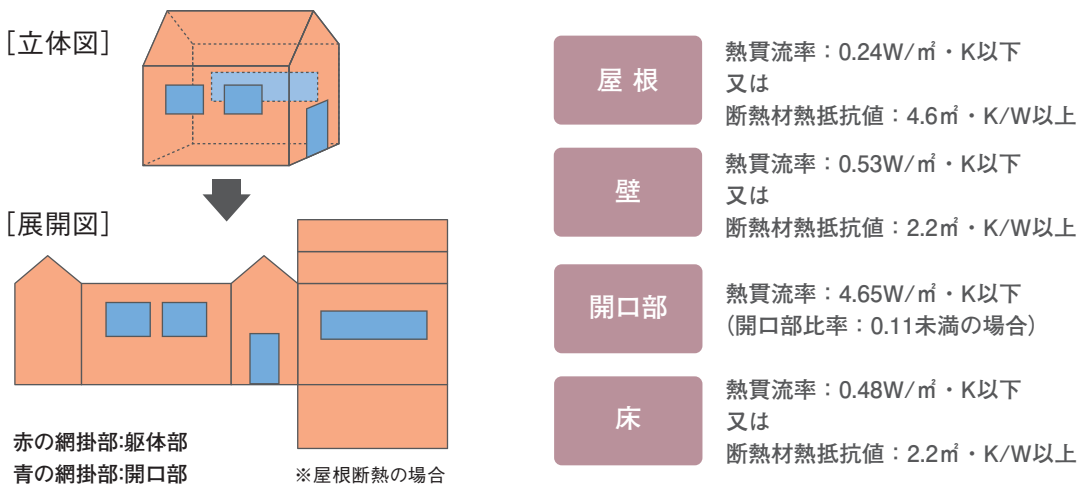 [立体図]
[展開図]
赤の網掛部:躯体部
青の網掛部:開口部
※屋根断熱の場合
屋 根
熱貫流率：0.24W/㎡・K以下
又は
断熱材熱抵抗値：4.6㎡・K/W以上
壁
熱貫流率：0.53W/㎡・K以下
又は
断熱材熱抵抗値：2.2㎡・K/W以上
開口部
熱貫流率：4.65W/㎡・K以下
(開口部比率：0.11未満の場合)
床
熱貫流率：0.48W/㎡・K以下
又は
断熱材熱抵抗値：2.2㎡・K/W以上